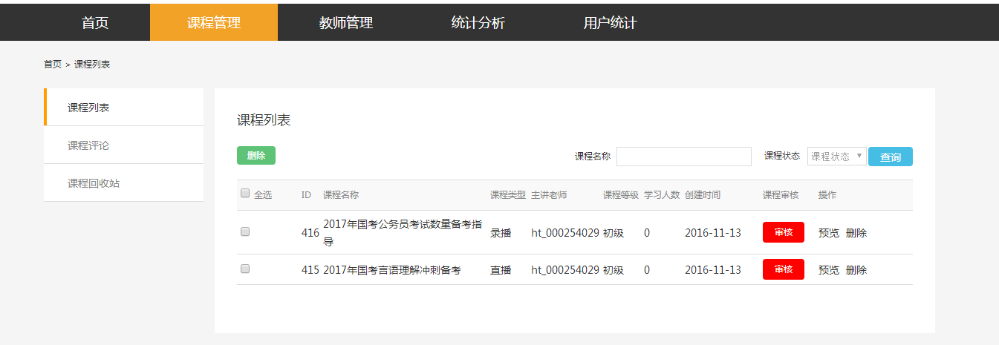 首页 课程管理 教师管理 统计分析 用户统计
首页 > 课程列表
课程列表
课程评论
课程回收站
课程列表
删除 课程名称 课程状态 课程状态 查询
全选 ID 课程名称 课程类型 主讲老师 课程等级 学习人数 创建时间 课程审核 操作
416 2017年国考公务员考试数量备考指 录播 ht_000254029 初级 0 2016-11-13 审核 预览 删除
导
415 2017年国考言语理解冲刺备考 直播 ht_000254029 初级 0 2016-11-13 审核 预览 删除